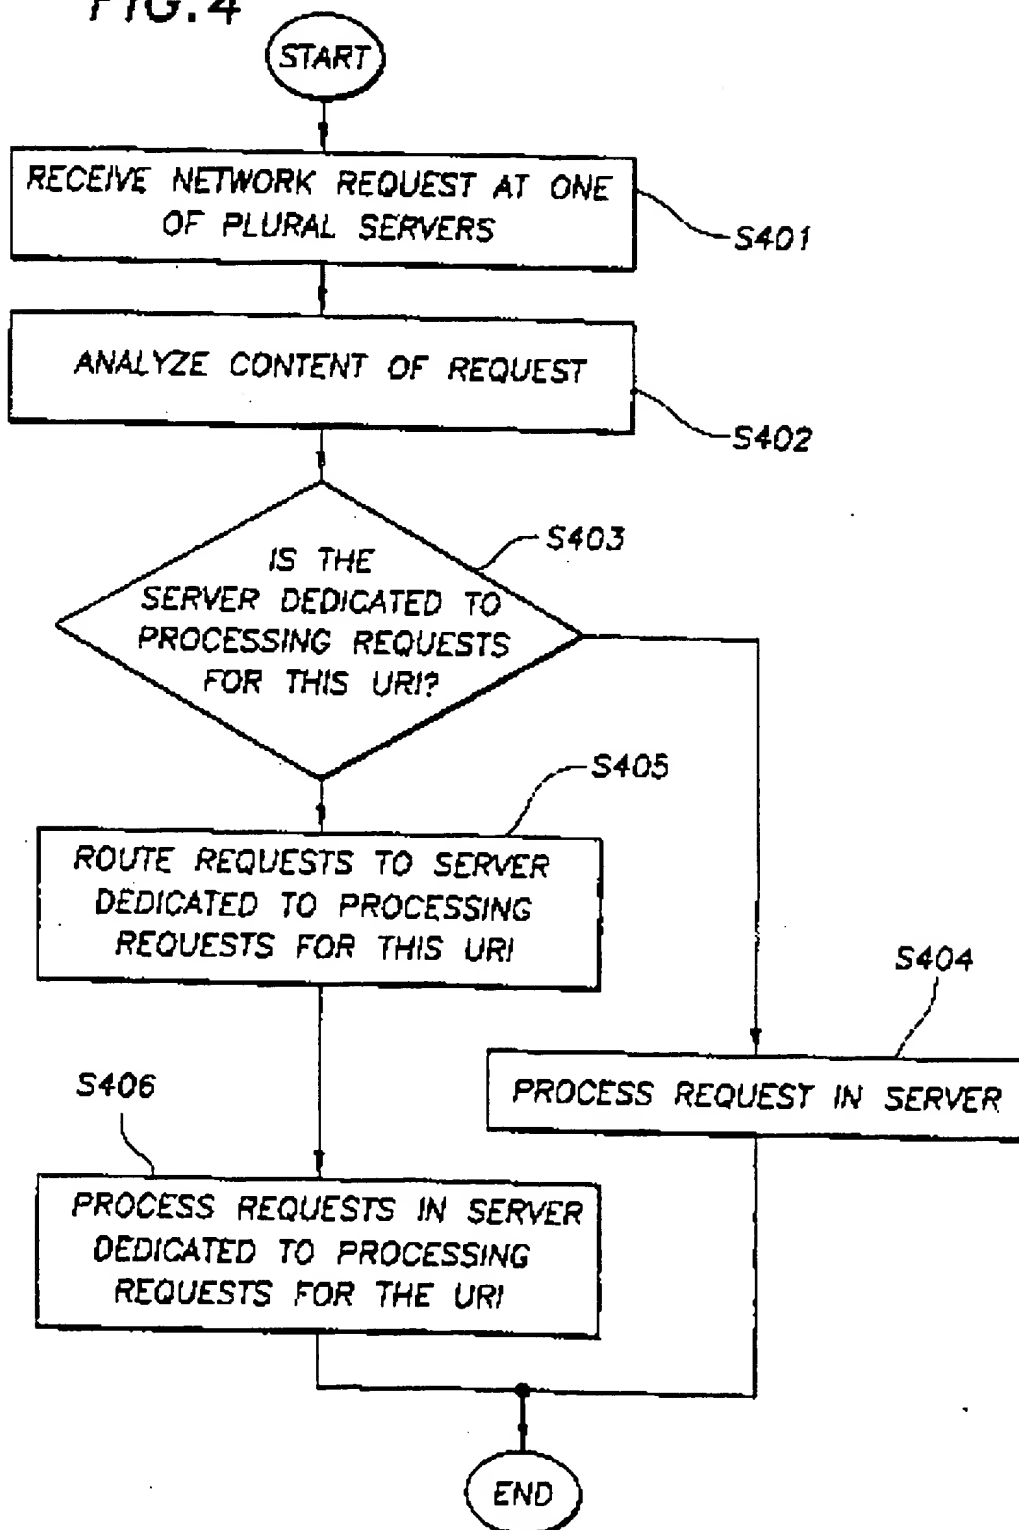 FIG. 4
START
RECEIVE NETWORK REQUEST AT ONE
OF PLURAL SERVERS
S401
ANALYZE CONTENT OF REQUEST
S402
S403
IS THE
SERVER DEDICATED TO
PROCESSING REQUESTS
FOR THIS URI?
S405
ROUTE REQUESTS TO SERVER
DEDICATED TO PROCESSING
REQUESTS FOR THIS URI
S404
PROCESS REQUEST IN SERVER
S406
PROCESS REQUESTS IN SERVER
DEDICATED TO PROCESSING
REQUESTS FOR THE URI
END